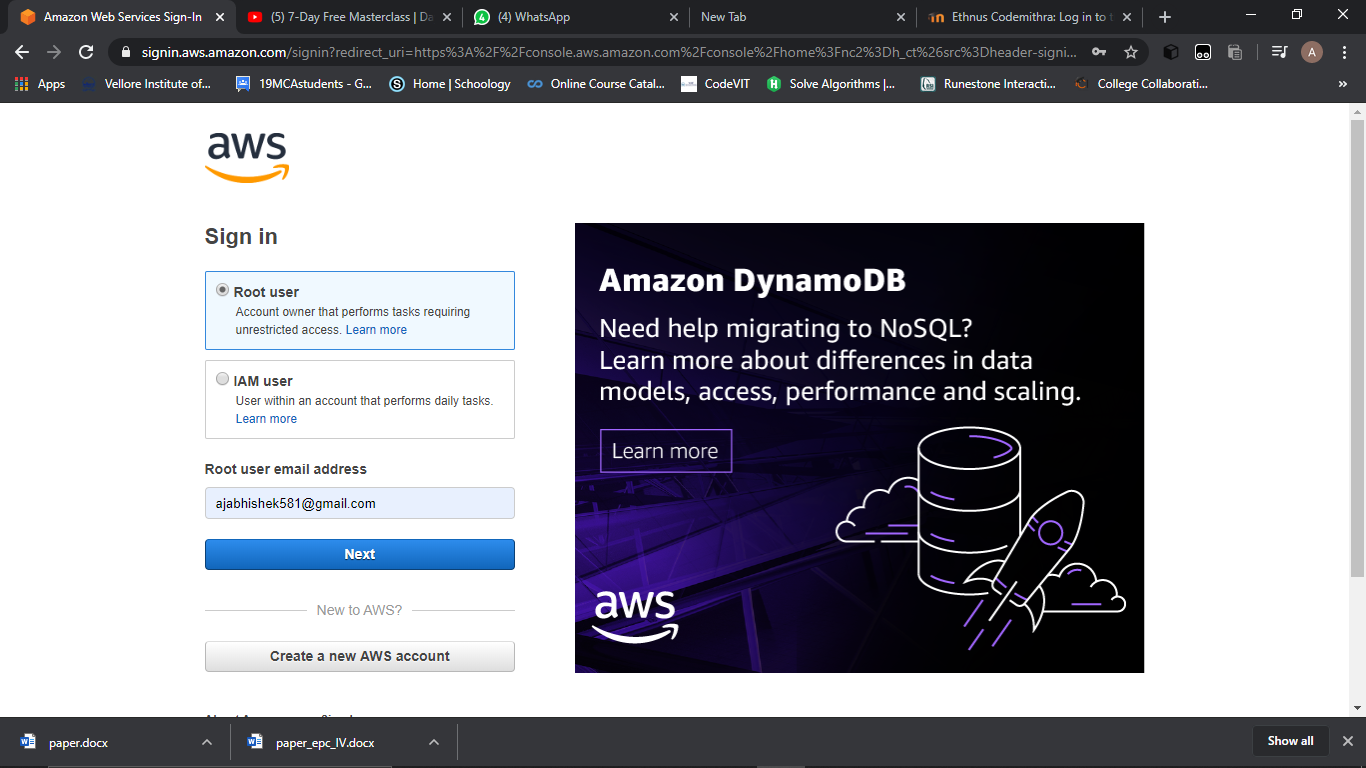 Amazon Web Services Sign-In
(5) 7-Day Free Masterclass | Da
4
(4) WhatsApp
New Tab
Ethnus Codemithra: Log in to t
signin.aws.amazon.com/signin?redirect_uri=https%3A%2F%2Fconsole.aws.amazon.com%2Fconsole%2Fhome%3Fnc2%3Dh_ct%26src%3Dheader-signi...
A
Apps
Vellore Institute of...
19MCAstudents - G...
Home | Schoology
Online Course Catal...
CodeVIT
Solve Algorithms |...
Runestone Interacti...
College Collaborati...
»
aws
Sign in
Root user
Account owner that performs tasks requiring
unrestricted access. Learn more
IAM user
User within an account that performs daily tasks.
Learn more
Root user email address
ajabhishek581@gmail.com
Next
New to AWS?
Create a new AWS account
Amazon DynamoDB
Need help migrating to NoSQL?
Learn more about differences in data
models, access, performance and scaling.
Learn more
aws
paper.docx
paper_epc_IV.docx
Show all